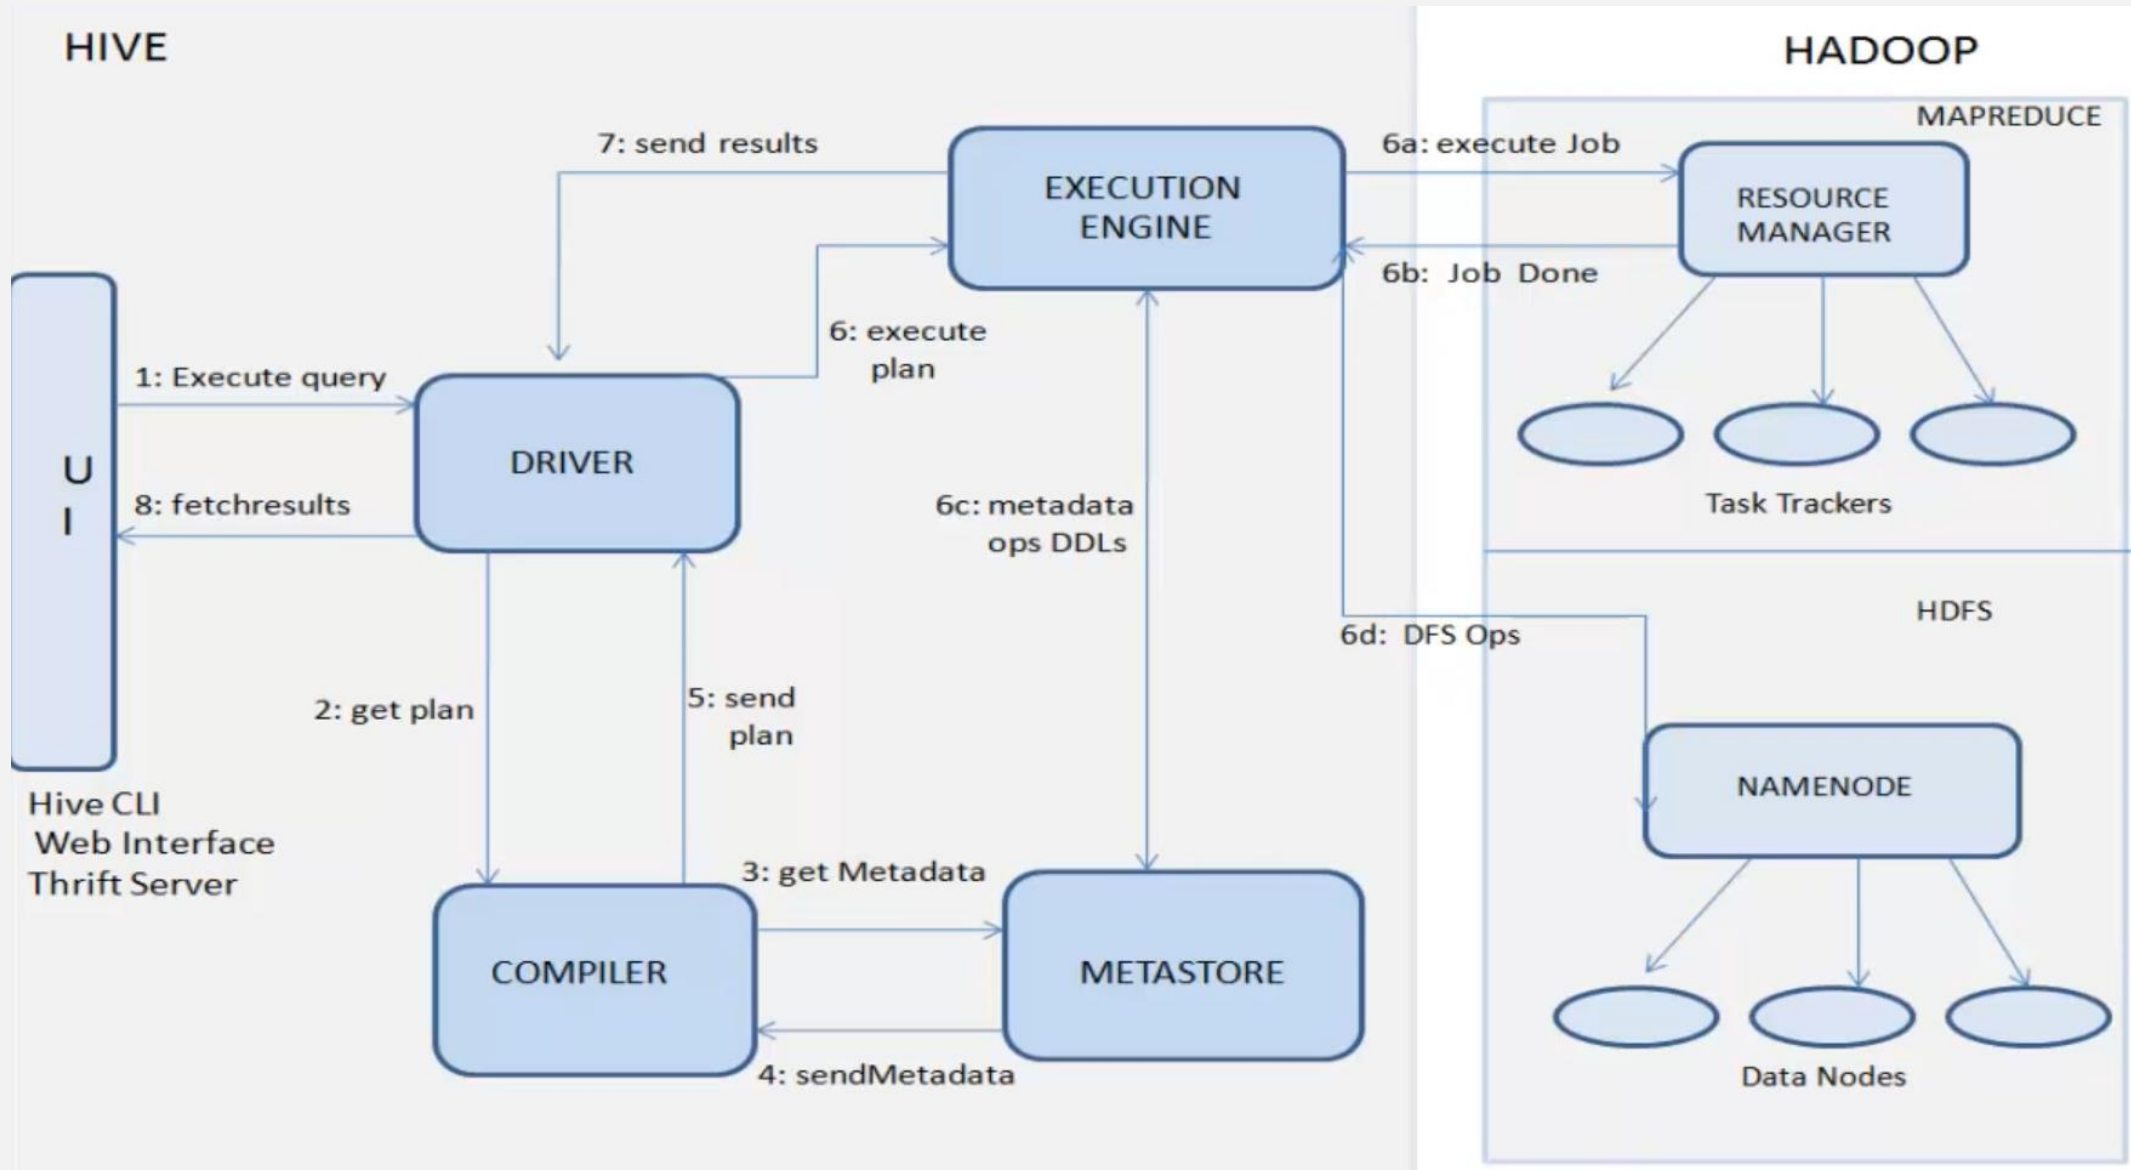 HIVE
HADOOP
MAPREDUCE
7: send results
EXECUTION
ENGINE
6a: execute Job
RESOURCE
MANAGER
6b: Job Done
6: execute
plan
1: Execute query
DRIVER
U
I
8: fetchresults
6c: metadata
ops DDLs
Task Trackers
HDFS
6d: DFS Ops
2: get plan
5: send
plan
NAMENODE
Hive CLI
Web Interface
Thrift Server
3: get Metadata
COMPILER
METASTORE
4: sendMetadata
Data Nodes